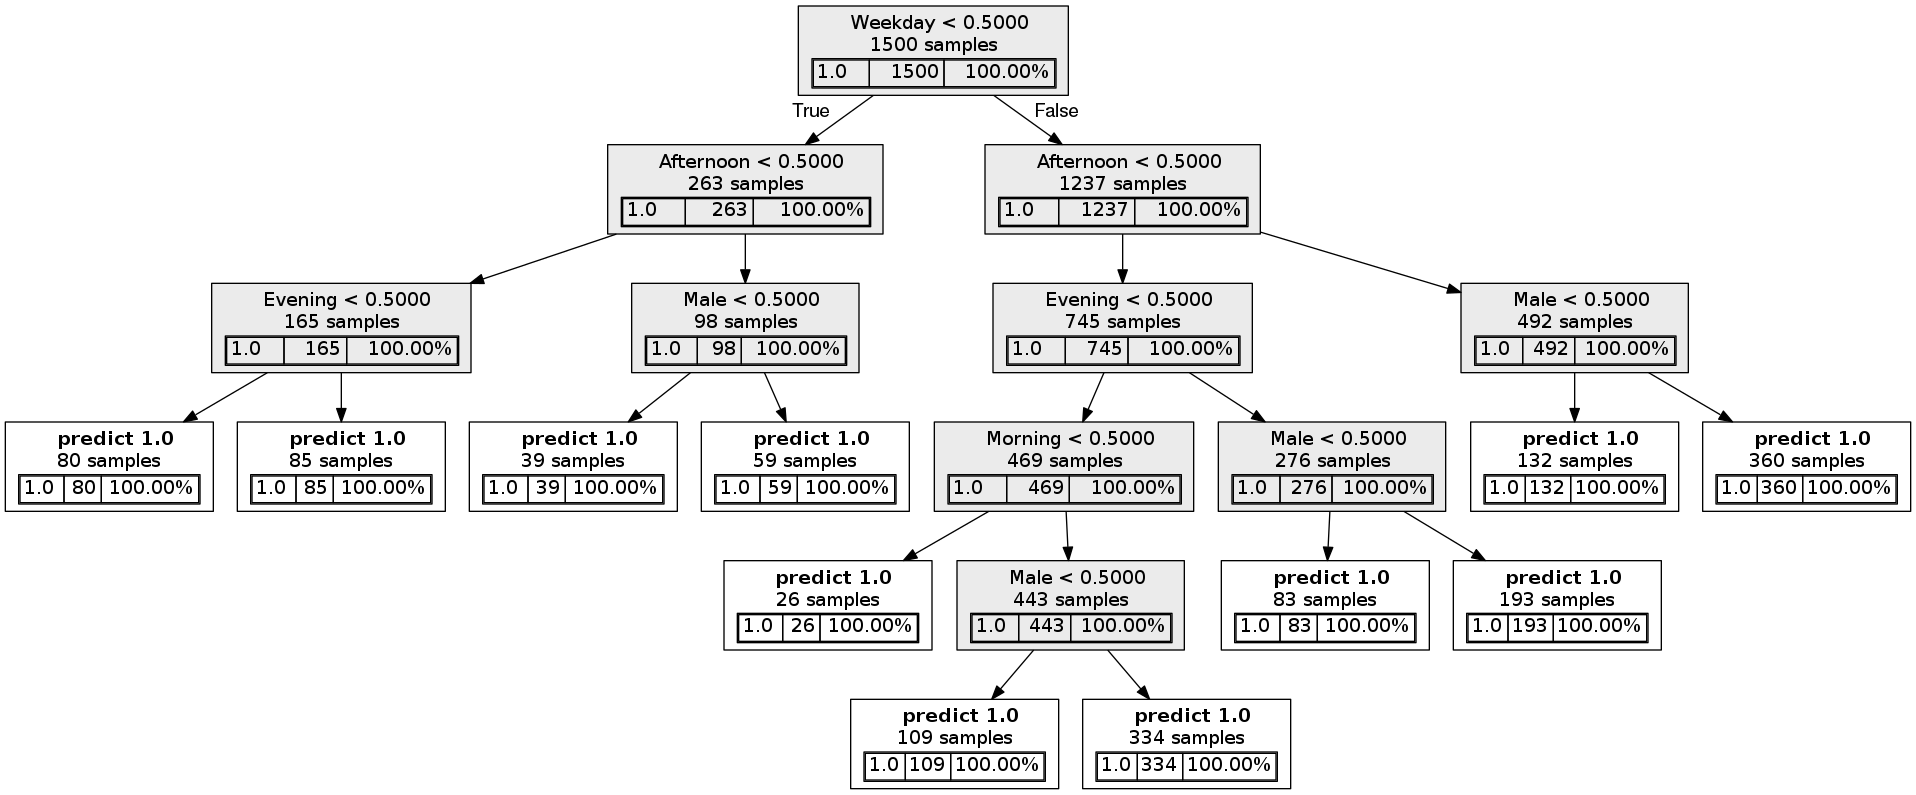 Weekday < 0.5000
1500 samples
1.0 1500 100.00%
True
False
Afternoon < 0.5000
263 samples
1.0 263 100.00%
Afternoon < 0.5000
1237 samples
1.0 1237 100.00%
Evening < 0.5000
165 samples
1.0 165 100.00%
Male < 0.5000
98 samples
1.0 98 100.00%
Evening < 0.5000
745 samples
1.0 745 100.00%
Male < 0.5000
492 samples
1.0 492 100.00%
predict 1.0
80 samples
1.0 80 100.00%
predict 1.0
85 samples
1.0 85 100.00%
predict 1.0
39 samples
1.0 39 100.00%
predict 1.0
59 samples
1.0 59 100.00%
Morning < 0.5000
469 samples
1.0 469 100.00%
Male < 0.5000
276 samples
1.0 276 100.00%
predict 1.0
132 samples
1.0 132 100.00%
predict 1.0
360 samples
1.0 360 100.00%
predict 1.0
26 samples
1.0 26 100.00%
Male < 0.5000
443 samples
1.0 443 100.00%
predict 1.0
83 samples
1.0 83 100.00%
predict 1.0
193 samples
1.0 193 100.00%
predict 1.0
109 samples
1.0 109 100.00%
predict 1.0
334 samples
1.0 334 100.00%